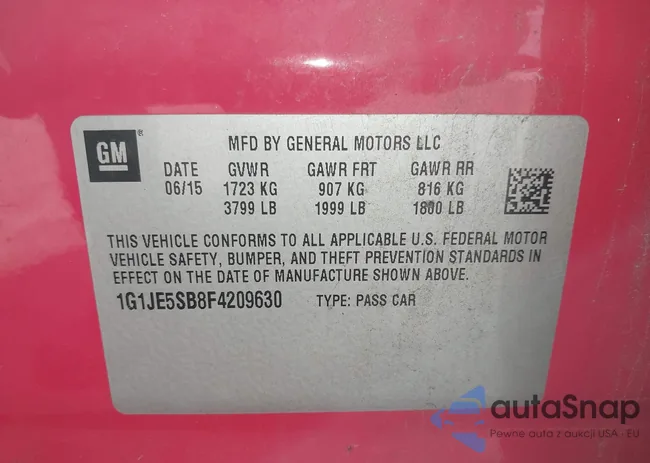 GM
®
MFD BY GENERAL MOTORS LLC
DATE GVWR GAWR FRT GAWR RR
06/15 1723 KG 907 KG 816 KG
3799 LB 1999 LB 1800 LB
THIS VEHICLE CONFORMS TO ALL APPLICABLE U.S. FEDERAL MOTOR
VEHICLE SAFETY, BUMPER, AND THEFT PREVENTION STANDARDS IN
EFFECT ON THE DATE OF MANUFACTURE SHOWN ABOVE.
1G1JE5SB8F4209630 TYPE: PASS CAR
autaSnap
Pewne auta z aukcji USA - EU